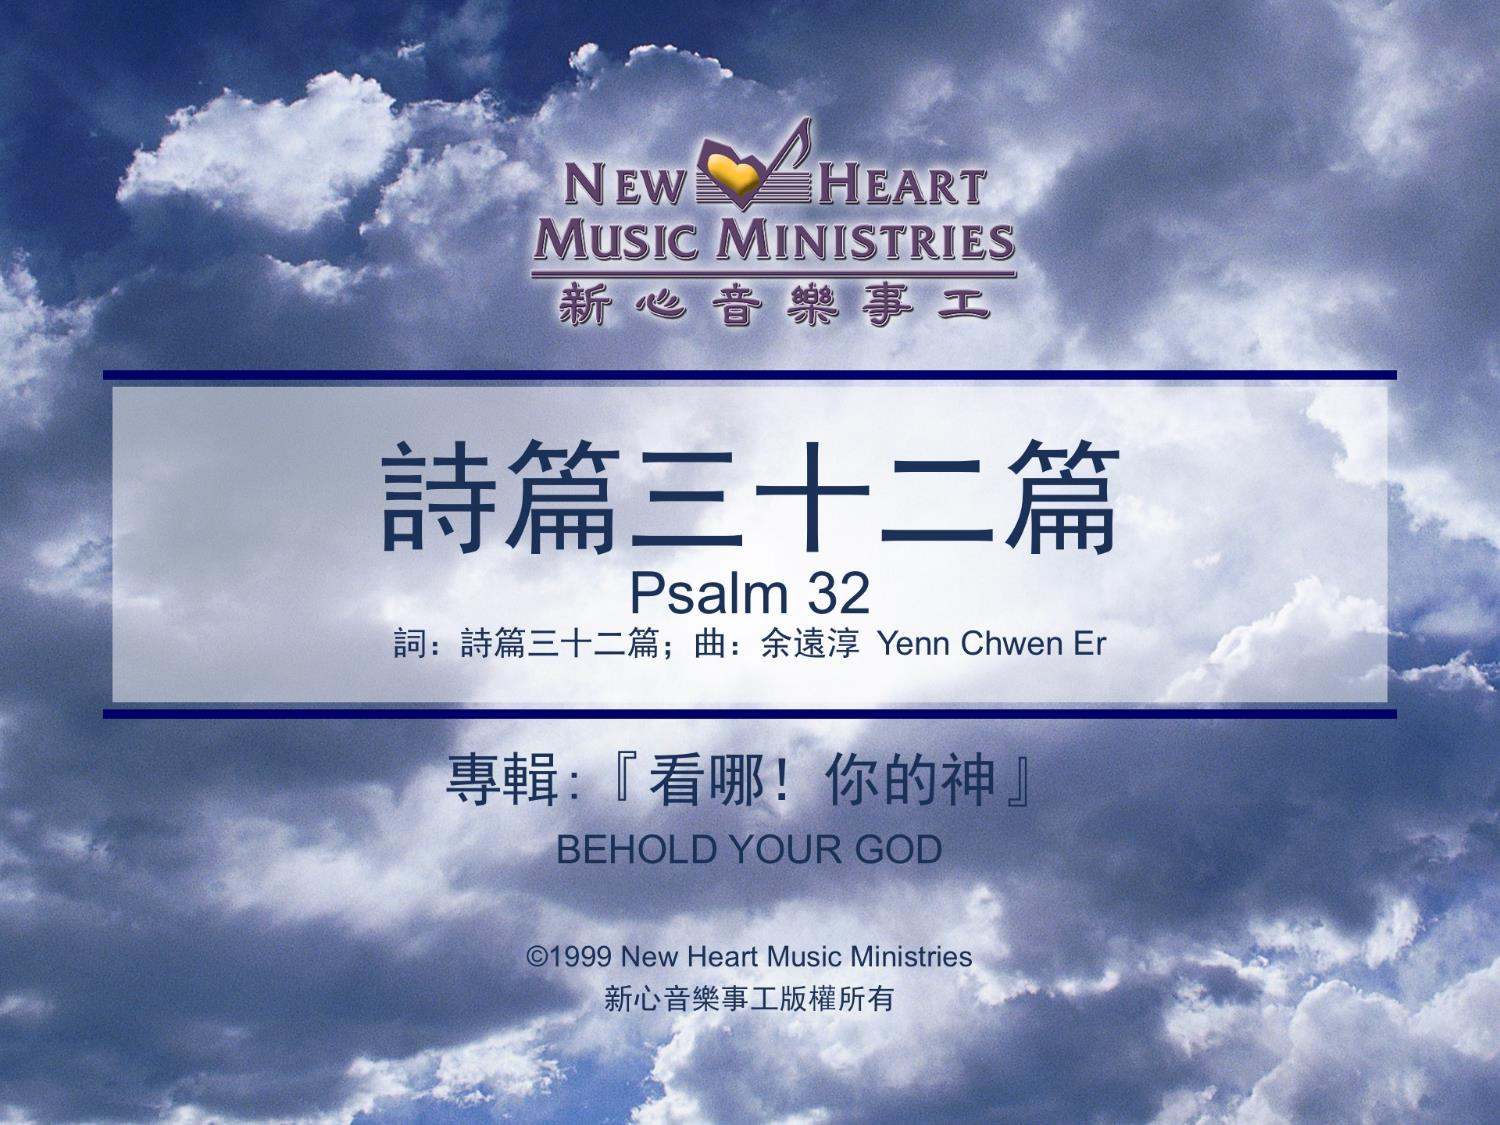 NEW HEART
MUSIC MINISTRIES
新心音樂事工
詩篇三十二篇
Psalm 32
詞：詩篇三十二篇；曲：余遠淳 Yenn Chwen Er
專輯:『看哪！你的神』
BEHOLD YOUR GOD
©1999 New Heart Music Ministries
新心音樂事工版權所有